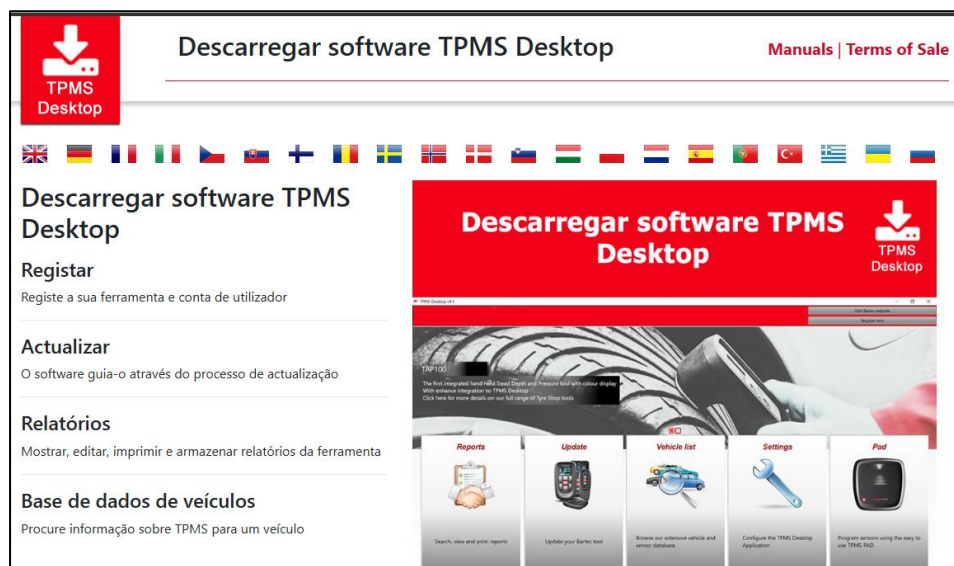 TPMS
Desktop
Descarregar software TPMS Desktop
Manuals | Terms of Sale
Descarregar software TPMS
Desktop
Registar
Registe a sua ferramenta e conta de utilizador
Actualizar
O software guia-o através do processo de actualização
Relatórios
Mostrar, editar, imprimir e armazenar relatórios da ferramenta
Base de dados de veículos
Procure informação sobre TPMS para um veículo
Descarregar software TPMS
Desktop
TPMS
Desktop
Visit Bartec website
Register tool
TAP100
The first integrated hand held Tread Depth and Pressure tool with colour display
With enhance integration to TPMS Desktop
Click here for more details on our full range of Tyre Shop tools
Reports
Search, view and print reports
Update
Update your Bartec tool
Vehicle list
Browse our extensive vehicle and
sensor database.
Settings
Configure the TPMS Desktop
Application.
Pad
Program sensors using the easy to
use TPMS-PAD.